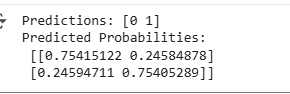 Predictions: [0 1]
Predicted Probabilities:
[[0.75415122 0.24584878]
[0.24594711 0.75405289]]